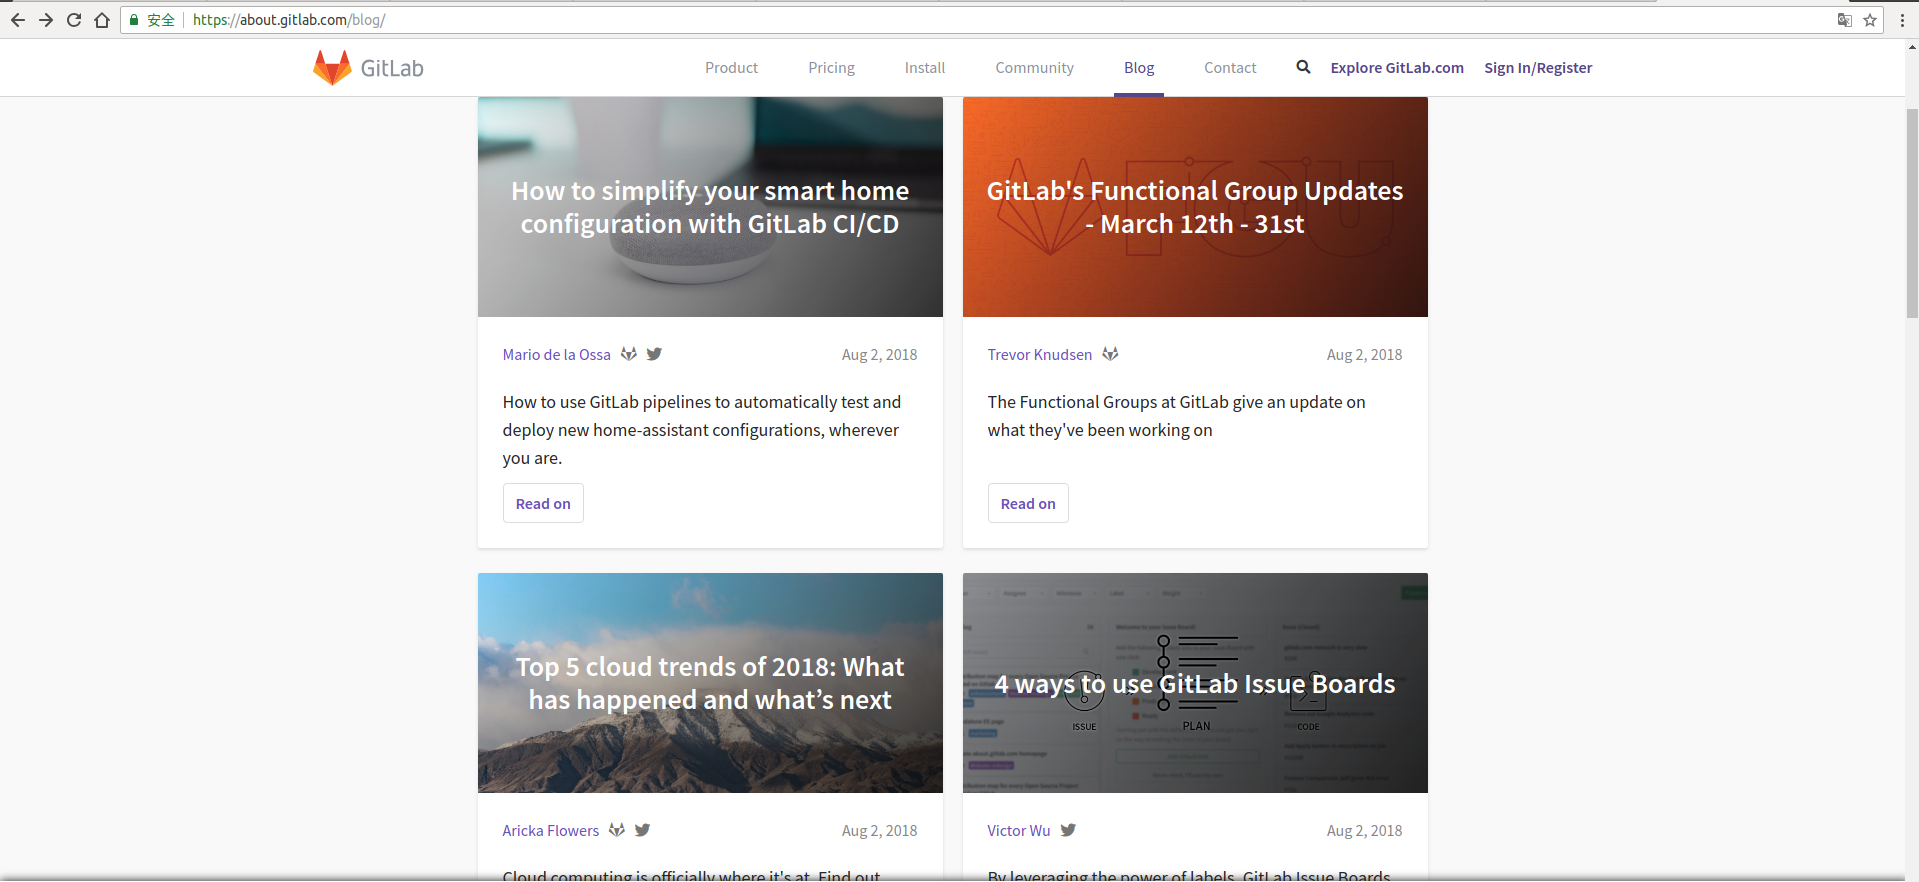 安全 https://about.gitlab.com/blog/
GitLab
Product Pricing Install Community Blog Contact Explore GitLab.com Sign In/Register
How to simplify your smart home
configuration with GitLab CI/CD
Mario de la Ossa Aug 2, 2018
How to use GitLab pipelines to automatically test and
deploy new home-assistant configurations, wherever
you are.
Read on
GitLab's Functional Group Updates
- March 12th - 31st
Trevor Knudsen Aug 2, 2018
The Functional Groups at GitLab give an update on
what they've been working on
Read on
Top 5 cloud trends of 2018: What
has happened and what’s next
Aricka Flowers Aug 2, 2018
Cloud computing is officially where it's at. Find out
4 ways to use GitLab Issue Boards
ISSUE PLAN CODE
Victor Wu Aug 2, 2018
By leveraging the power of labels, GitLab Issue Boards